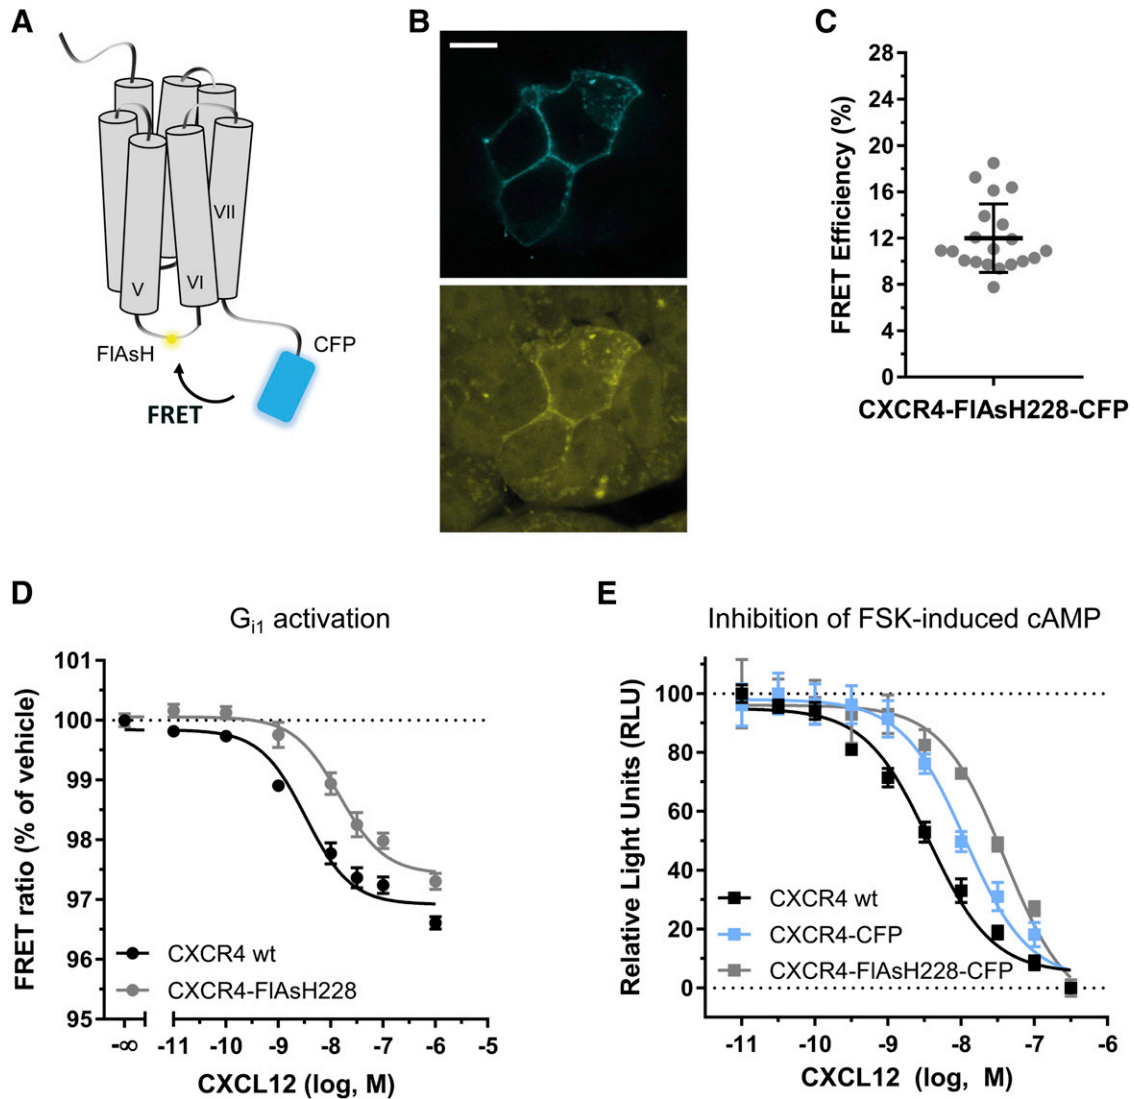 A
V
VI
VII
FlAsH
CFP
FRET
B
C
FRET Efficiency (%)
28
24
20
16
12
8
4
0
CXCR4-FlAsH228-CFP
D
G i1 activation
FRET ratio (% of vehicle)
101
100
99
98
97
96
95
CXCR4 wt
CXCR4-FlAsH228
-∞ -11 -10 -9 -8 -7 -6 -5
CXCL12 (log, M)
E
Inhibition of FSK-induced cAMP
Relative Light Units (RLU)
100
80
60
40
20
0
CXCR4 wt
CXCR4-CFP
CXCR4-FlAsH228-CFP
-11 -10 -9 -8 -7 -6
CXCL12 (log, M)